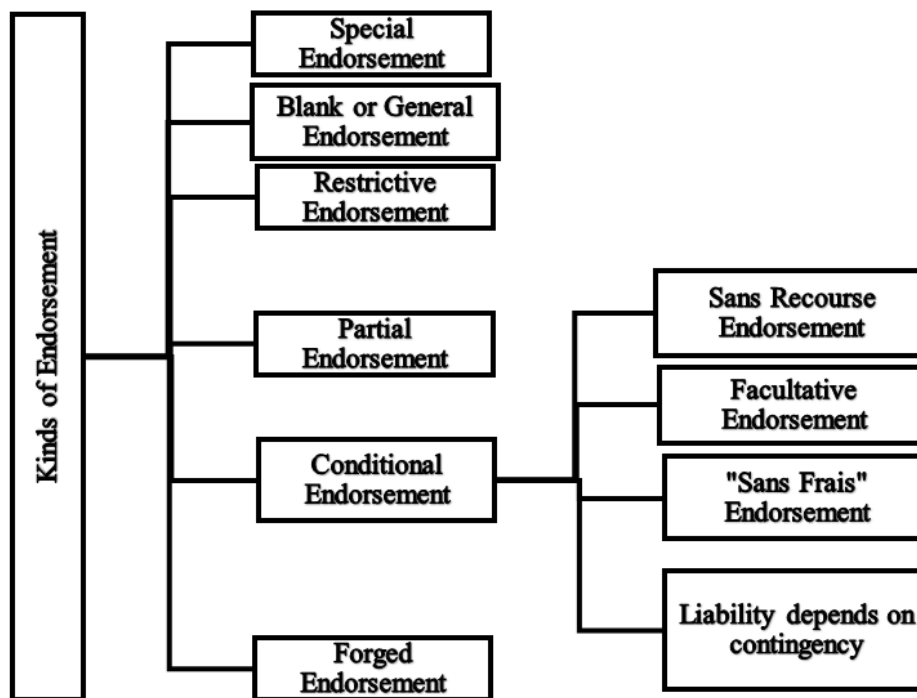 Kinds of Endorsement
Special
Endorsement
Blank or General
Endorsement
Restrictive
Endorsement
Partial
Endorsement
Conditional
Endorsement
Forged
Endorsement
Sans Recourse
Endorsement
Facultative
Endorsement
"Sans Frais"
Endorsement
Liability depends on
contingency